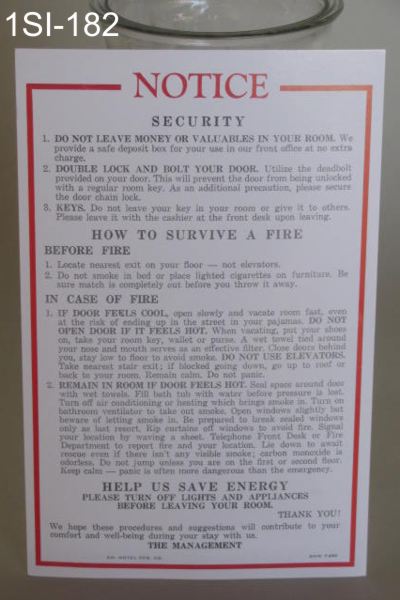 1SI-182
NOTICE
SECURITY
1. DO NOT LEAVE MONEY OR VALUABLES IN YOUR ROOM. We
provide a safe deposit box for your use in our front office at no extra
charge.
2. DOUBLE LOCK AND BOLT YOUR DOOR. Utilize the deadbolt
provided on your door. This will prevent the door from being unlocked
with a regular room key. As an additional precaution, please secure
the door chain lock.
3. KEYS. Do not leave your key in your room or give it to others.
Please leave it with the cashier at the front desk upon leaving.
HOW TO SURVIVE A FIRE
BEFORE FIRE
1. Locate nearest exit on your floor — not elevators.
2. Do not smoke in bed or place lighted cigarettes on furniture. Be
sure match is completely out before you throw it away.
IN CASE OF FIRE
1. IF DOOR FEELS COOL, open slowly and vacate room fast, even
at the risk of ending up in the street in your pajamas. DO NOT
OPEN DOOR IF IT FEELS HOT. When vacating, put your shoes
on, take your room key, wallet or purse. A wet towel tied around
your nose and mouth serves as an effective filter. Close doors behind
you, stay low to floor to avoid smoke. DO NOT USE ELEVATORS.
Take nearest stair exit; if blocked going down, go up to roof or
back to your room. Remain calm. Do not panic.
2. REMAIN IN ROOM IF DOOR FEELS HOT. Seal space around door
with wet towels. Fill bath tub with water before pressure is lost.
Turn off air conditioning or heating which brings smoke in. Turn on
bathroom ventilator to take out smoke. Open windows slightly but
beware of letting smoke in. Be prepared to break sealed windows
only as last resort. Rip curtains off windows to avoid fire. Signal
your location by waving a sheet. Telephone Front Desk or Fire
Department to report fire and your location. Lie down to await
rescue even if there isn't any visible smoke; carbon monoxide is
odorless. Do not jump unless you are on the first or second floor.
Keep calm — panic is often more dangerous than the emergency.
HELP US SAVE ENERGY
PLEASE TURN OFF LIGHTS AND APPLIANCES
BEFORE LEAVING YOUR ROOM.
THANK YOU!
We hope these procedures and suggestions will contribute to your
comfort and well-being during your stay with us.
THE MANAGEMENT